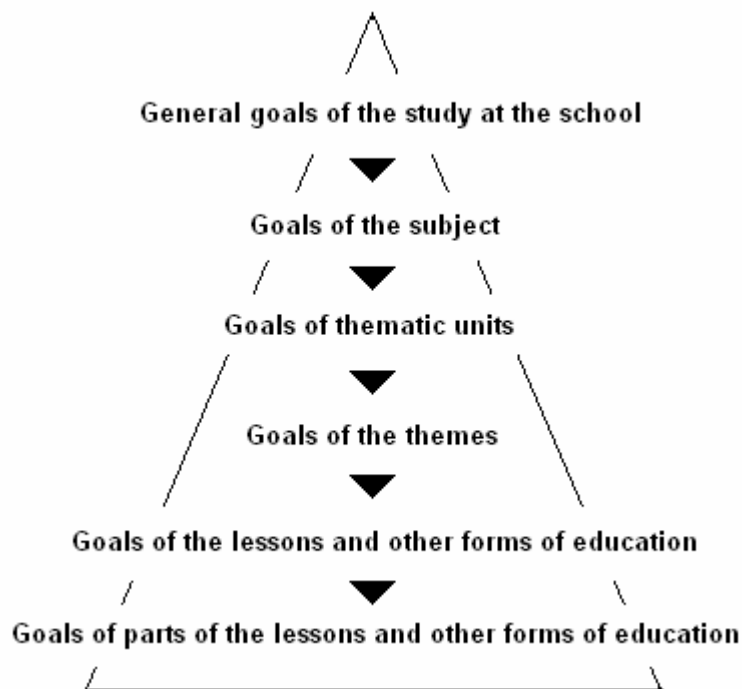 General goals of the study at the school
Goals of the subject
Goals of thematic units
Goals of the themes
Goals of the lessons and other forms of education
Goals of parts of the lessons and other forms of education